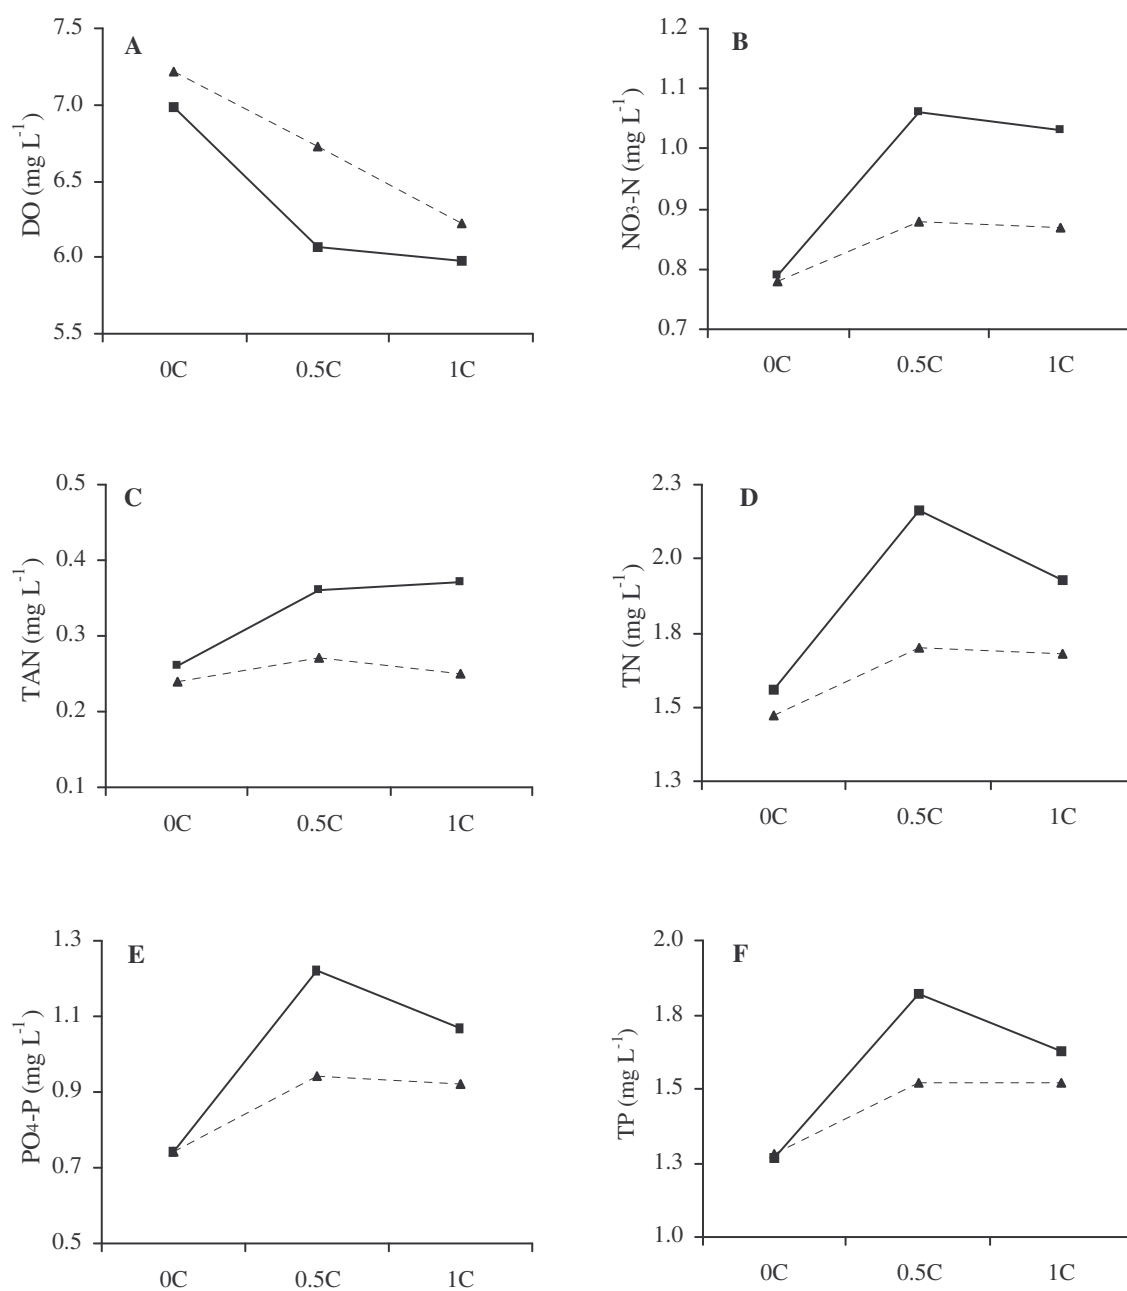 A
DO (mg L⁻¹)
7.5
7.0
6.5
6.0
5.5
0C 0.5C 1C
B
NO₃-N (mg L⁻¹)
1.2
1.1
1.0
0.9
0.8
0.7
0C 0.5C 1C
C
TAN (mg L⁻¹)
0.5
0.4
0.3
0.2
0.1
0C 0.5C 1C
D
TN (mg L⁻¹)
2.3
2.0
1.8
1.5
1.3
0C 0.5C 1C
E
PO₄-P (mg L⁻¹)
1.3
1.1
0.9
0.7
0.5
0C 0.5C 1C
F
TP (mg L⁻¹)
2.0
1.8
1.5
1.3
1.0
0C 0.5C 1C